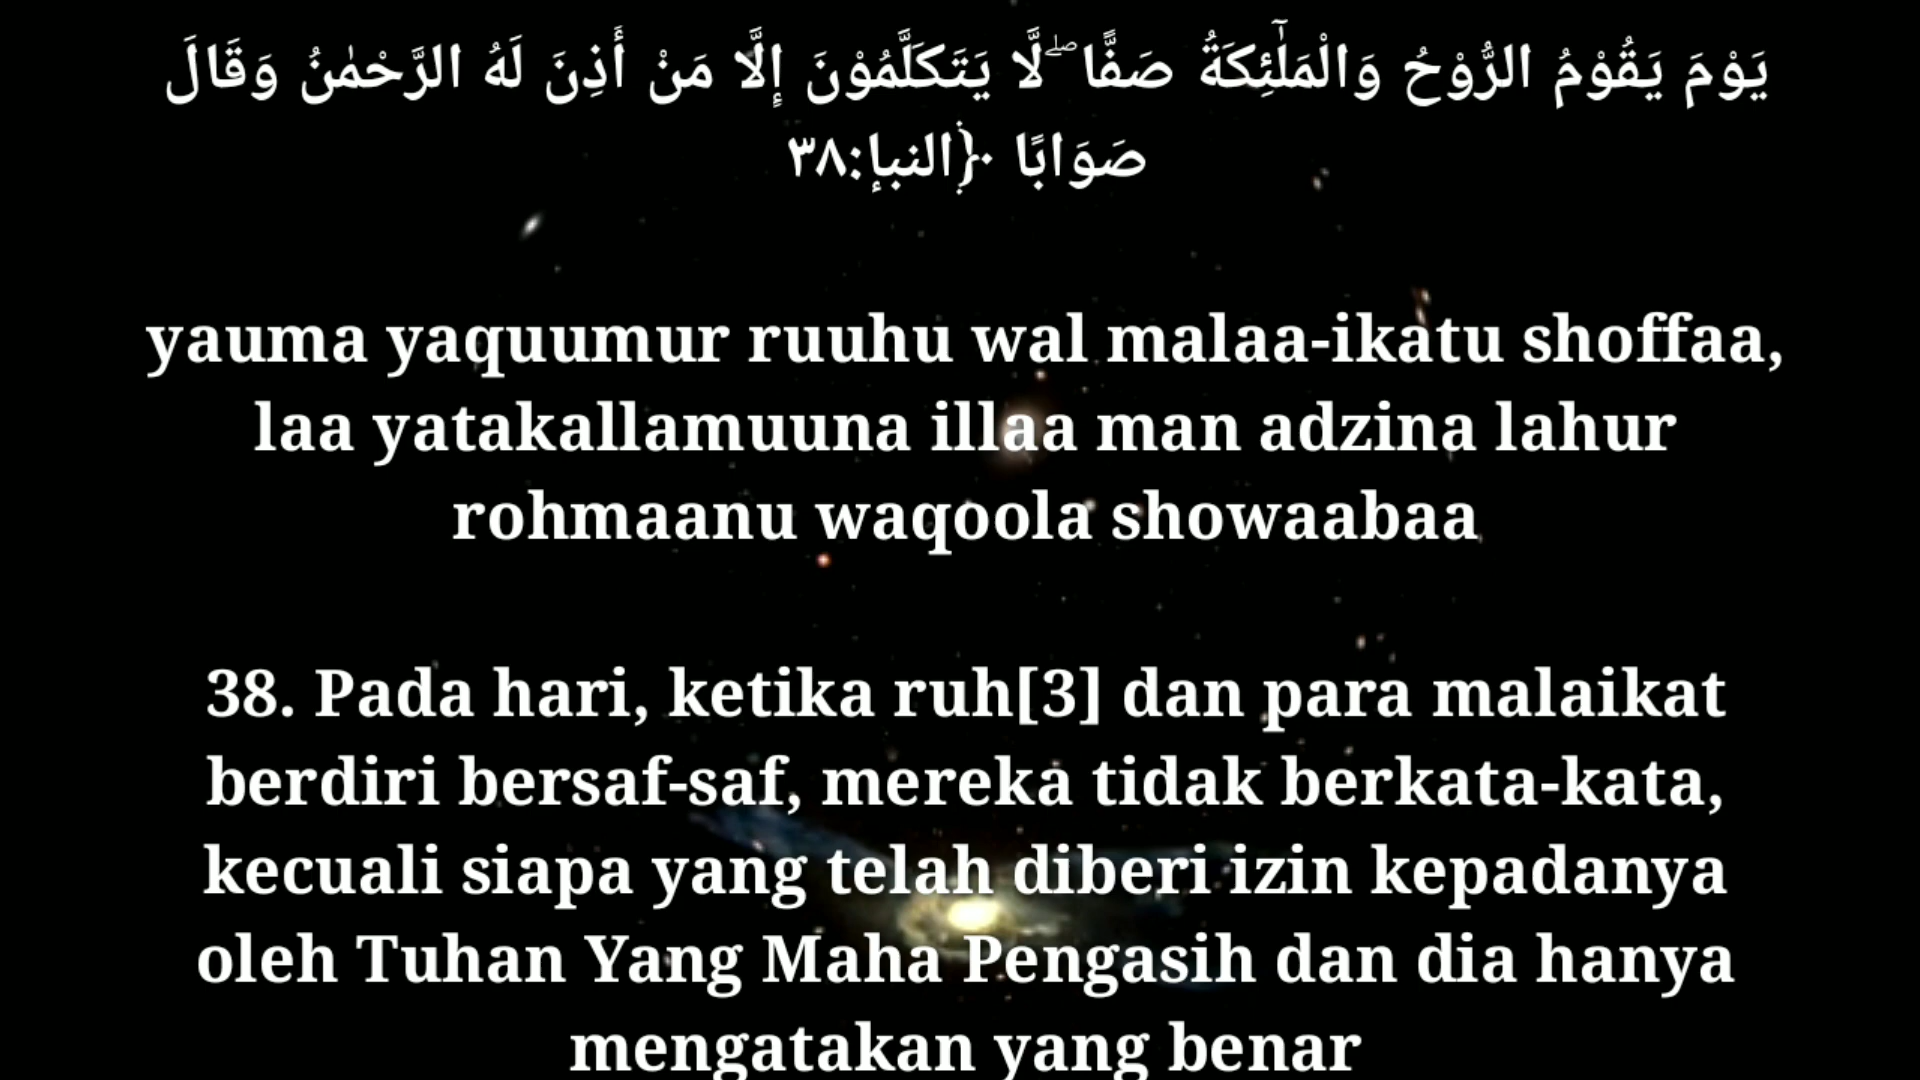 يَوْمَ يَقُوْمُ الرُّوْحُ وَالْمَلٰۤئِكَةُ صَفًّاۖ لَّا يَتَكَلَّمُوْنَ إِلَّا مَنْ أَذِنَ لَهُ الرَّحْمٰنُ وَقَالَ
صَوَابًا ۞ ﴿النبإ:٣٨
yauma yaquumur ruuhu wal malaa-ikatu shoffaa,
laa yatakallamuuna illaa man adzina lahur
rohmaanu waqoola showaabaa
38. Pada hari, ketika ruh[3] dan para malaikat
berdiri bersaf-saf, mereka tidak berkata-kata,
kecuali siapa yang telah diberi izin kepadanya
oleh Tuhan Yang Maha Pengasih dan dia hanya
mengatakan yang benar